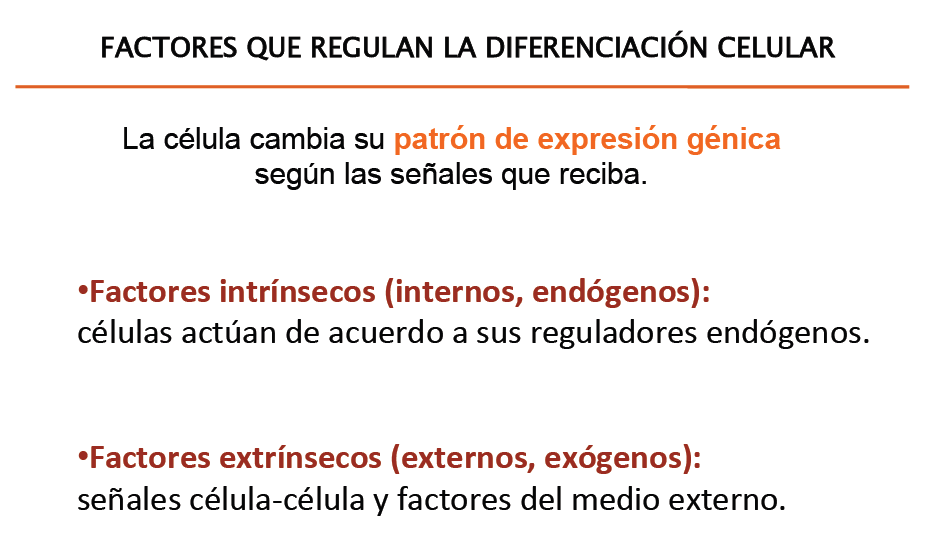 FACTORES QUE REGULAN LA DIFERENCIACIÓN CELULAR
La célula cambia su patrón de expresión génica
según las señales que reciba.
•Factores intrínsecos (internos, endógenos):
células actúan de acuerdo a sus reguladores endógenos.
•Factores extrínsecos (externos, exógenos):
señales célula-célula y factores del medio externo.